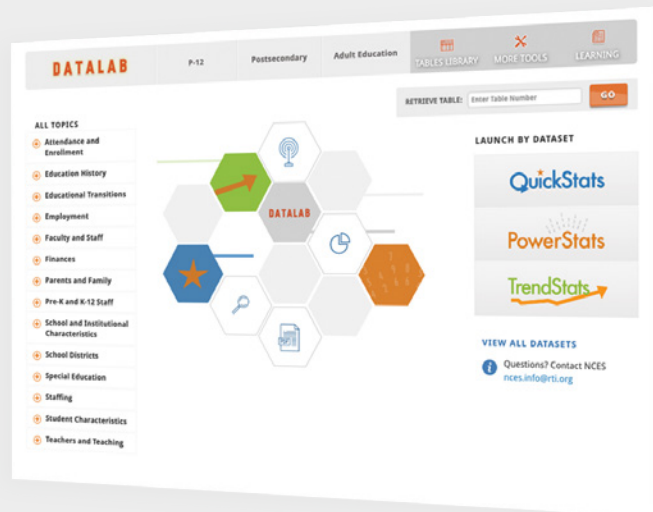 DATALAB
P-12
Postsecondary
Adult Education
TABLES LIBRARY
MORE TOOLS
LEARNING
RETRIEVE TABLE:
Enter Table Number
GO
ALL TOPICS
Attendance and
Enrollment
Education History
Educational Transitions
Employment
Faculty and Staff
Finances
Parents and Family
Pre-K and K-12 Staff
School and Institutional
Characteristics
School Districts
Special Education
Staffing
Student Characteristics
Teachers and Teaching
DATALAB
LAUNCH BY DATASET
QuickStats
PowerStats
TrendStats
VIEW ALL DATASETS
Questions? Contact NCES
nces.info@rti.org